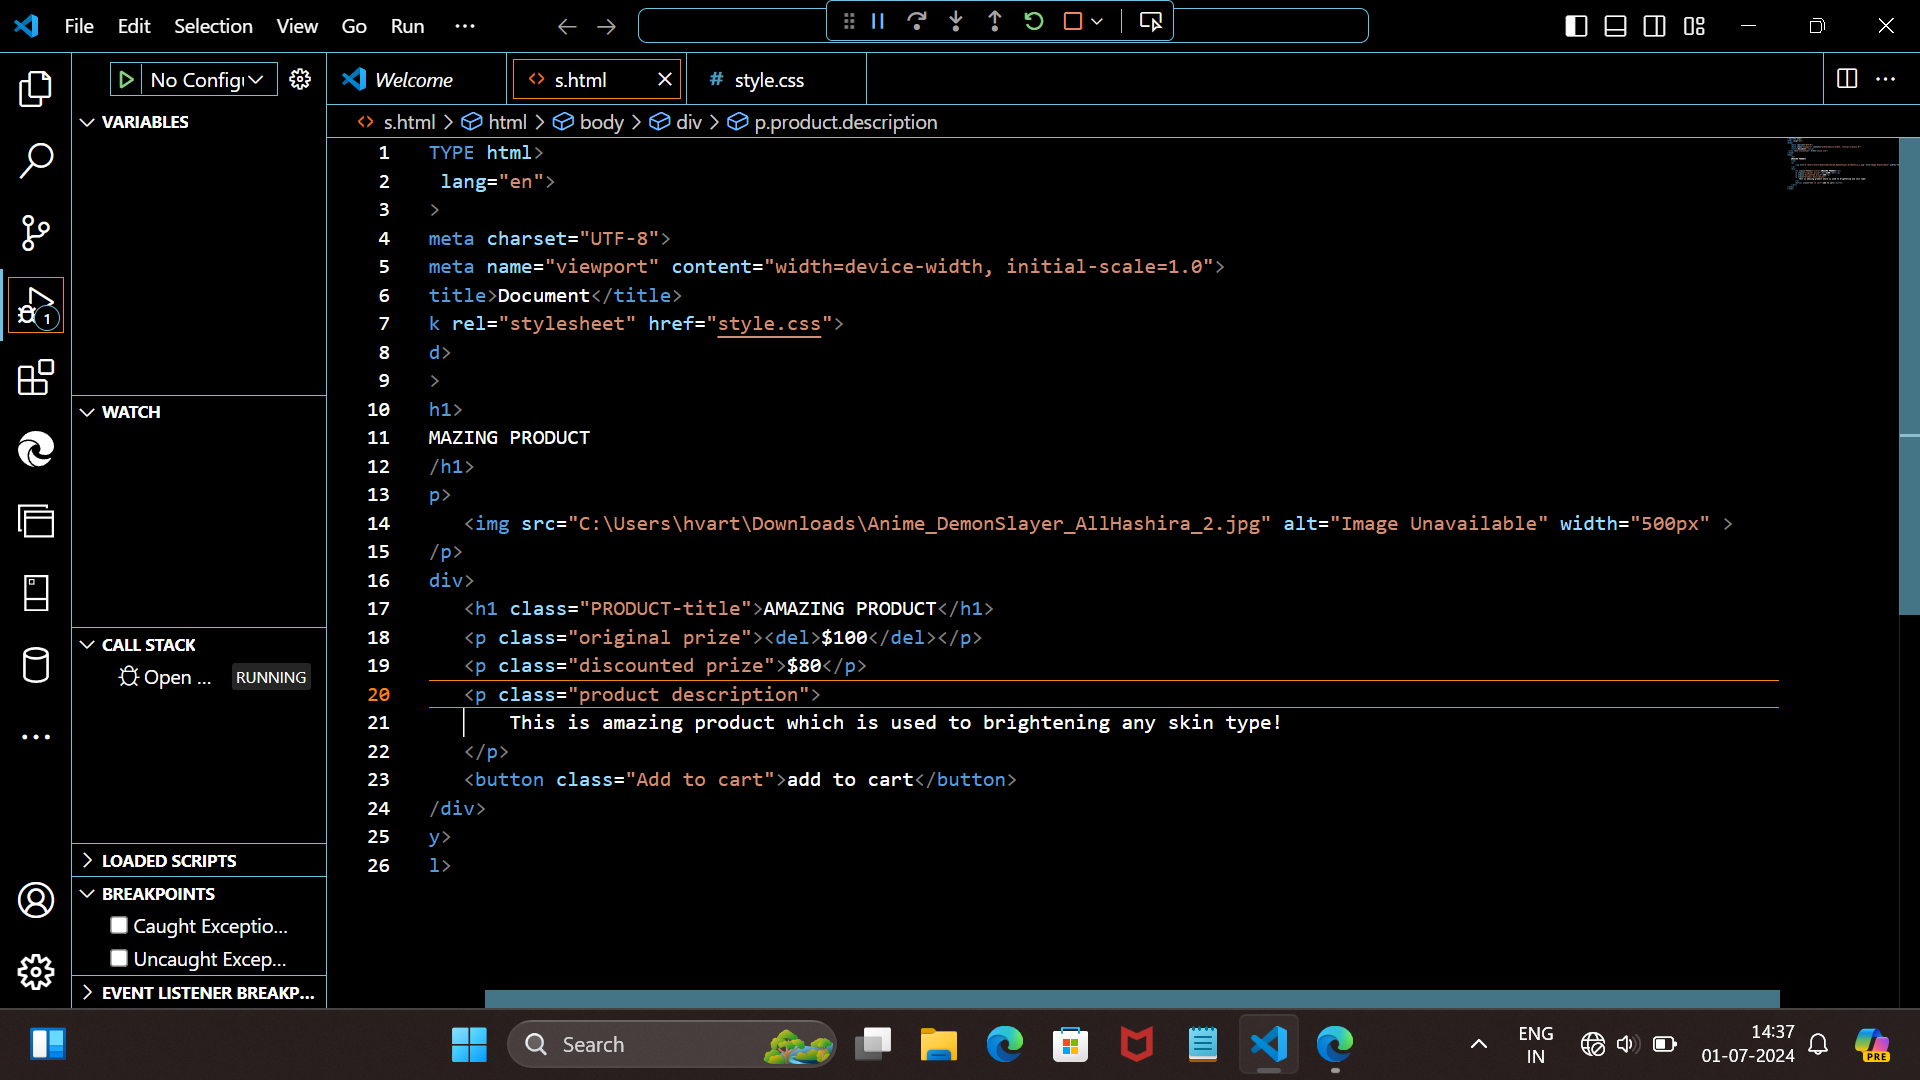 File Edit Selection View Go Run ···
No Config
Welcome
s.html
# style.css
s.html > html > body > div > p.product.description
VARIABLES
WATCH
CALL STACK
Open ... RUNNING
LOADED SCRIPTS
BREAKPOINTS
Caught Exceptio...
Uncaught Excep...
EVENT LISTENER BREAKP...
1
1 TYPE html>
2 lang="en">
3 >
4 meta charset="UTF-8">
5 meta name="viewport" content="width=device-width, initial-scale=1.0">
6 title>Document</title>
7 k rel="stylesheet" href="style.css">
8 d>
9 >
10 h1>
11 MAZING PRODUCT
12 /h1>
13 p>
14 <img src="C:\Users\hvart\Downloads\Anime_DemonSlayer_AllHashira_2.jpg" alt="Image Unavailable" width="500px" >
15 /p>
16 div>
17 <h1 class="PRODUCT-title">AMAZING PRODUCT</h1>
18 <p class="original prize"><del>$100</del></p>
19 <p class="discounted prize">$80</p>
20 <p class="product description">
21 This is amazing product which is used to brightening any skin type!
22 </p>
23 <button class="Add to cart">add to cart</button>
24 /div>
25 y>
26 l>
Search
ENG
IN
14:37
01-07-2024
PRE